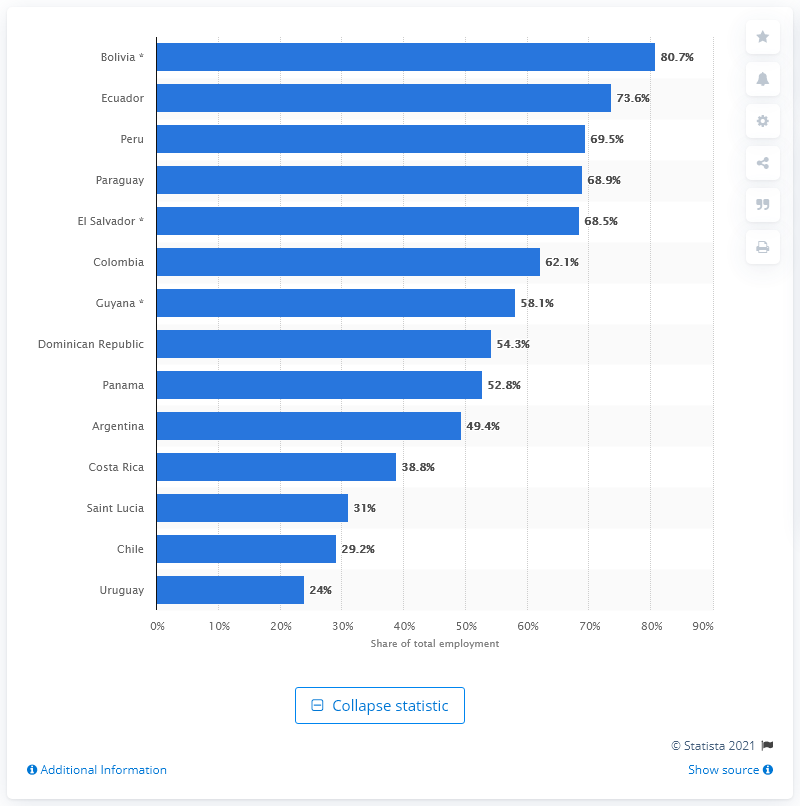 Bolivia * 80.7%
Ecuador 73.6%
Peru 69.5%
Paraguay 68.9%
El Salvador * 68.5%
Colombia 62.1%
Guyana * 58.1%
Dominican Republic 54.3%
Panama 52.8%
Argentina 49.4%
Costa Rica 38.8%
Saint Lucia 31%
Chile 29.2%
Uruguay 24%
0% 10% 20% 30% 40% 50% 60% 70% 80% 90%
Share of total employment
Collapse statistic
© Statista 2021
Additional Information Show source